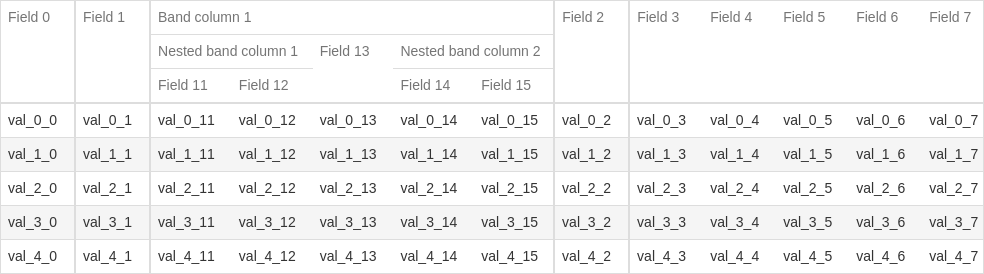 Field 0 Field 1 Band column 1 Field 2 Field 3 Field 4 Field 5 Field 6 Field 7
Nested band column 1 Field 13 Nested band column 2
Field 11 Field 12 Field 14 Field 15
val_0_0 val_0_1 val_0_11 val_0_12 val_0_13 val_0_14 val_0_15 val_0_2 val_0_3 val_0_4 val_0_5 val_0_6 val_0_7
val_1_0 val_1_1 val_1_11 val_1_12 val_1_13 val_1_14 val_1_15 val_1_2 val_1_3 val_1_4 val_1_5 val_1_6 val_1_7
val_2_0 val_2_1 val_2_11 val_2_12 val_2_13 val_2_14 val_2_15 val_2_2 val_2_3 val_2_4 val_2_5 val_2_6 val_2_7
val_3_0 val_3_1 val_3_11 val_3_12 val_3_13 val_3_14 val_3_15 val_3_2 val_3_3 val_3_4 val_3_5 val_3_6 val_3_7
val_4_0 val_4_1 val_4_11 val_4_12 val_4_13 val_4_14 val_4_15 val_4_2 val_4_3 val_4_4 val_4_5 val_4_6 val_4_7